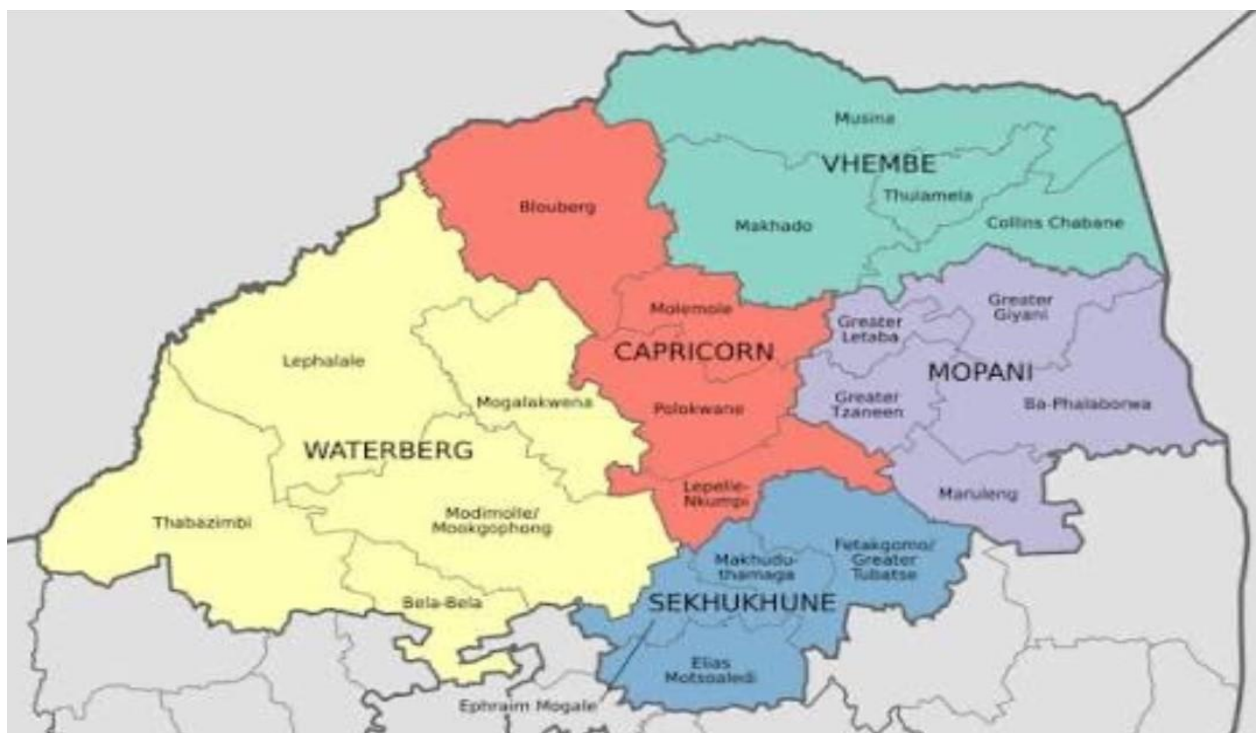 Musina
VHEMBE
Thulamela
Makhado
Collins Chabane
Blouberg
Molemole
CAPRICORN
Polokwane
Lepelle-
Nkumpi
Greater
Giyani
Greater
Letaba
MOPANI
Greater
Tzaneen
Ba-Phalaborwa
Maruleng
Lephalale
Mogalakwena
WATERBERG
Thabazimbi
Modimolle/
Mookgophong
Bela-Bela
Fetakgomo/
Greater
Tubatse
Makhudu-
thamaga
SEKHUKHUNE
Elias
Motsoaledi
Ephraim Mogale